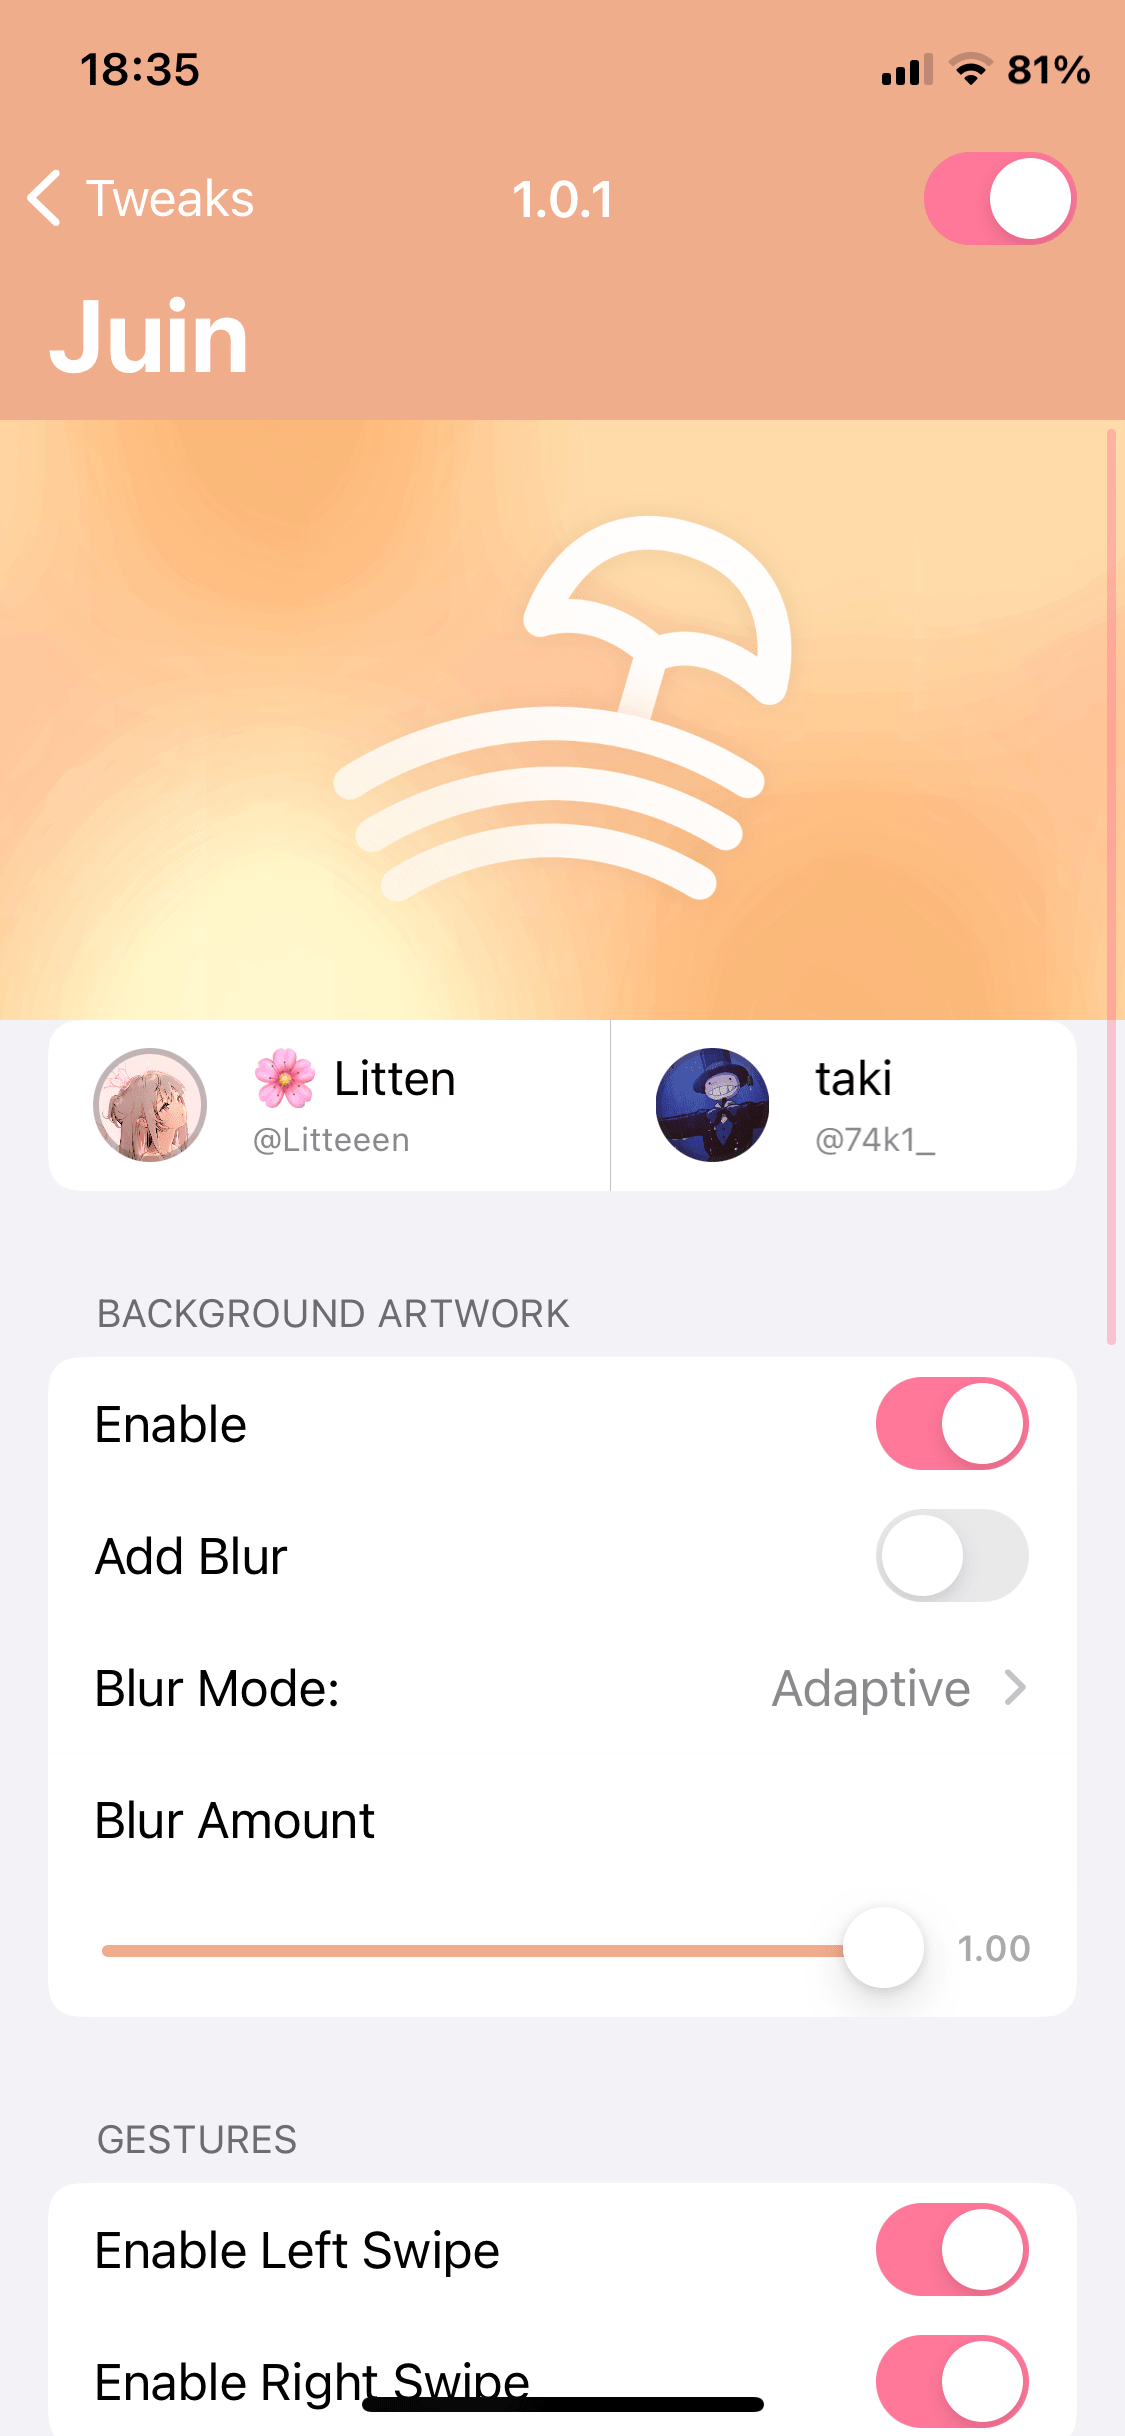 18:35
81%
Tweaks
1.0.1
Juin
🌸 Litten
@Litteeen
taki
@74k1_
BACKGROUND ARTWORK
Enable
Add Blur
Blur Mode:
Adaptive
Blur Amount
1.00
GESTURES
Enable Left Swipe
Enable Right Swipe